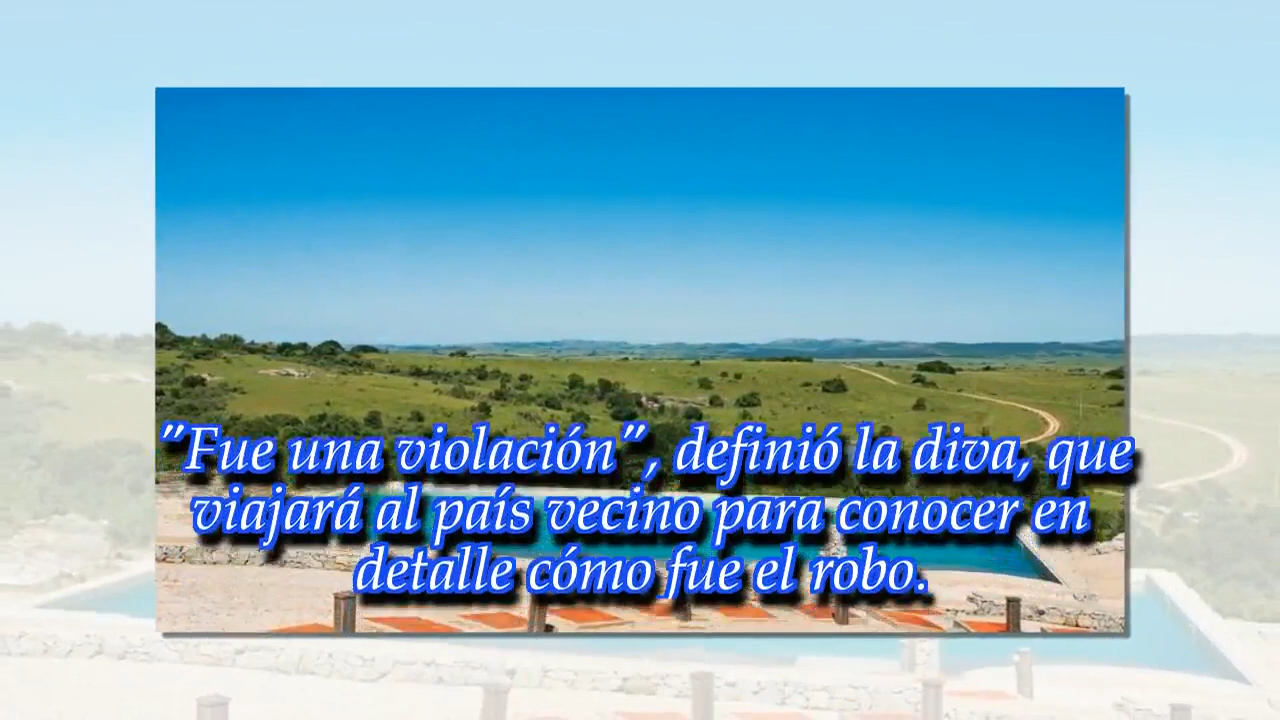 "Fue una violación", definió la diva, que
viajará al país vecino para conocer en
detalle cómo fue el robo.